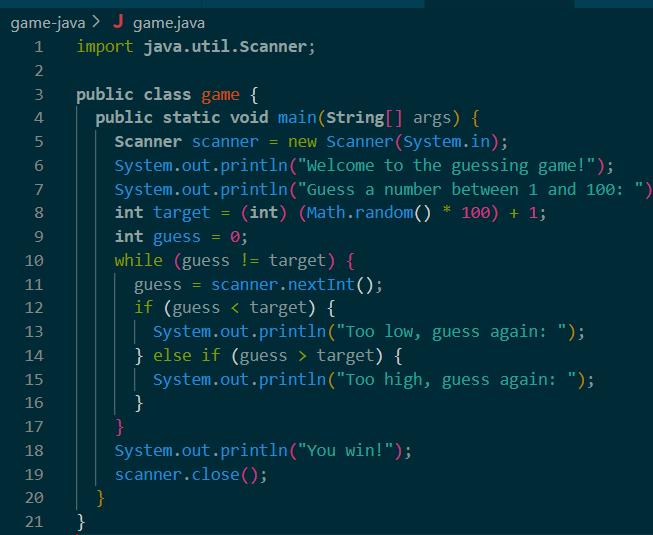 game-java > J game.java
1 import java.util.Scanner;
2
3 public class game {
4   public static void main(String[] args) {
5     Scanner scanner = new Scanner(System.in);
6     System.out.println("Welcome to the guessing game!");
7     System.out.println("Guess a number between 1 and 100: ")
8     int target = (int) (Math.random() * 100) + 1;
9     int guess = 0;
10     while (guess != target) {
11       guess = scanner.nextInt();
12       if (guess < target) {
13         System.out.println("Too low, guess again: ");
14       } else if (guess > target) {
15         System.out.println("Too high, guess again: ");
16       }
17     }
18     System.out.println("You win!");
19     scanner.close();
20   }
21 }